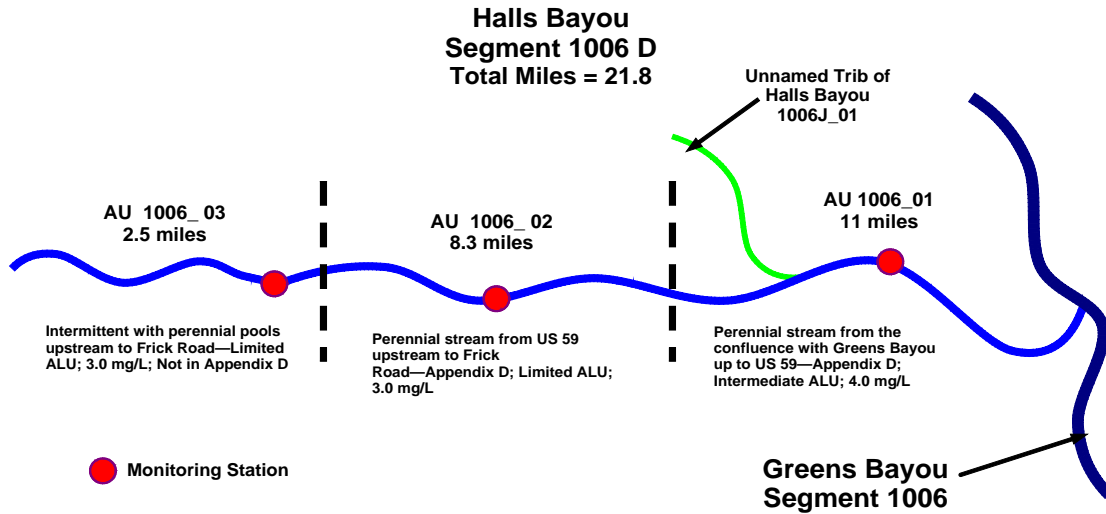 Halls Bayou
Segment 1006 D
Total Miles = 21.8
Unnamed Trib of
Halls Bayou
1006J_01
AU 1006_ 03
2.5 miles
AU 1006_ 02
8.3 miles
AU 1006_01
11 miles
Intermittent with perennial pools
upstream to Frick Road—Limited
ALU; 3.0 mg/L; Not in Appendix D
Perennial stream from US 59
upstream to Frick
Road—Appendix D; Limited ALU;
3.0 mg/L
Perennial stream from the
confluence with Greens Bayou
up to US 59—Appendix D;
Intermediate ALU; 4.0 mg/L
Monitoring Station
Greens Bayou
Segment 1006